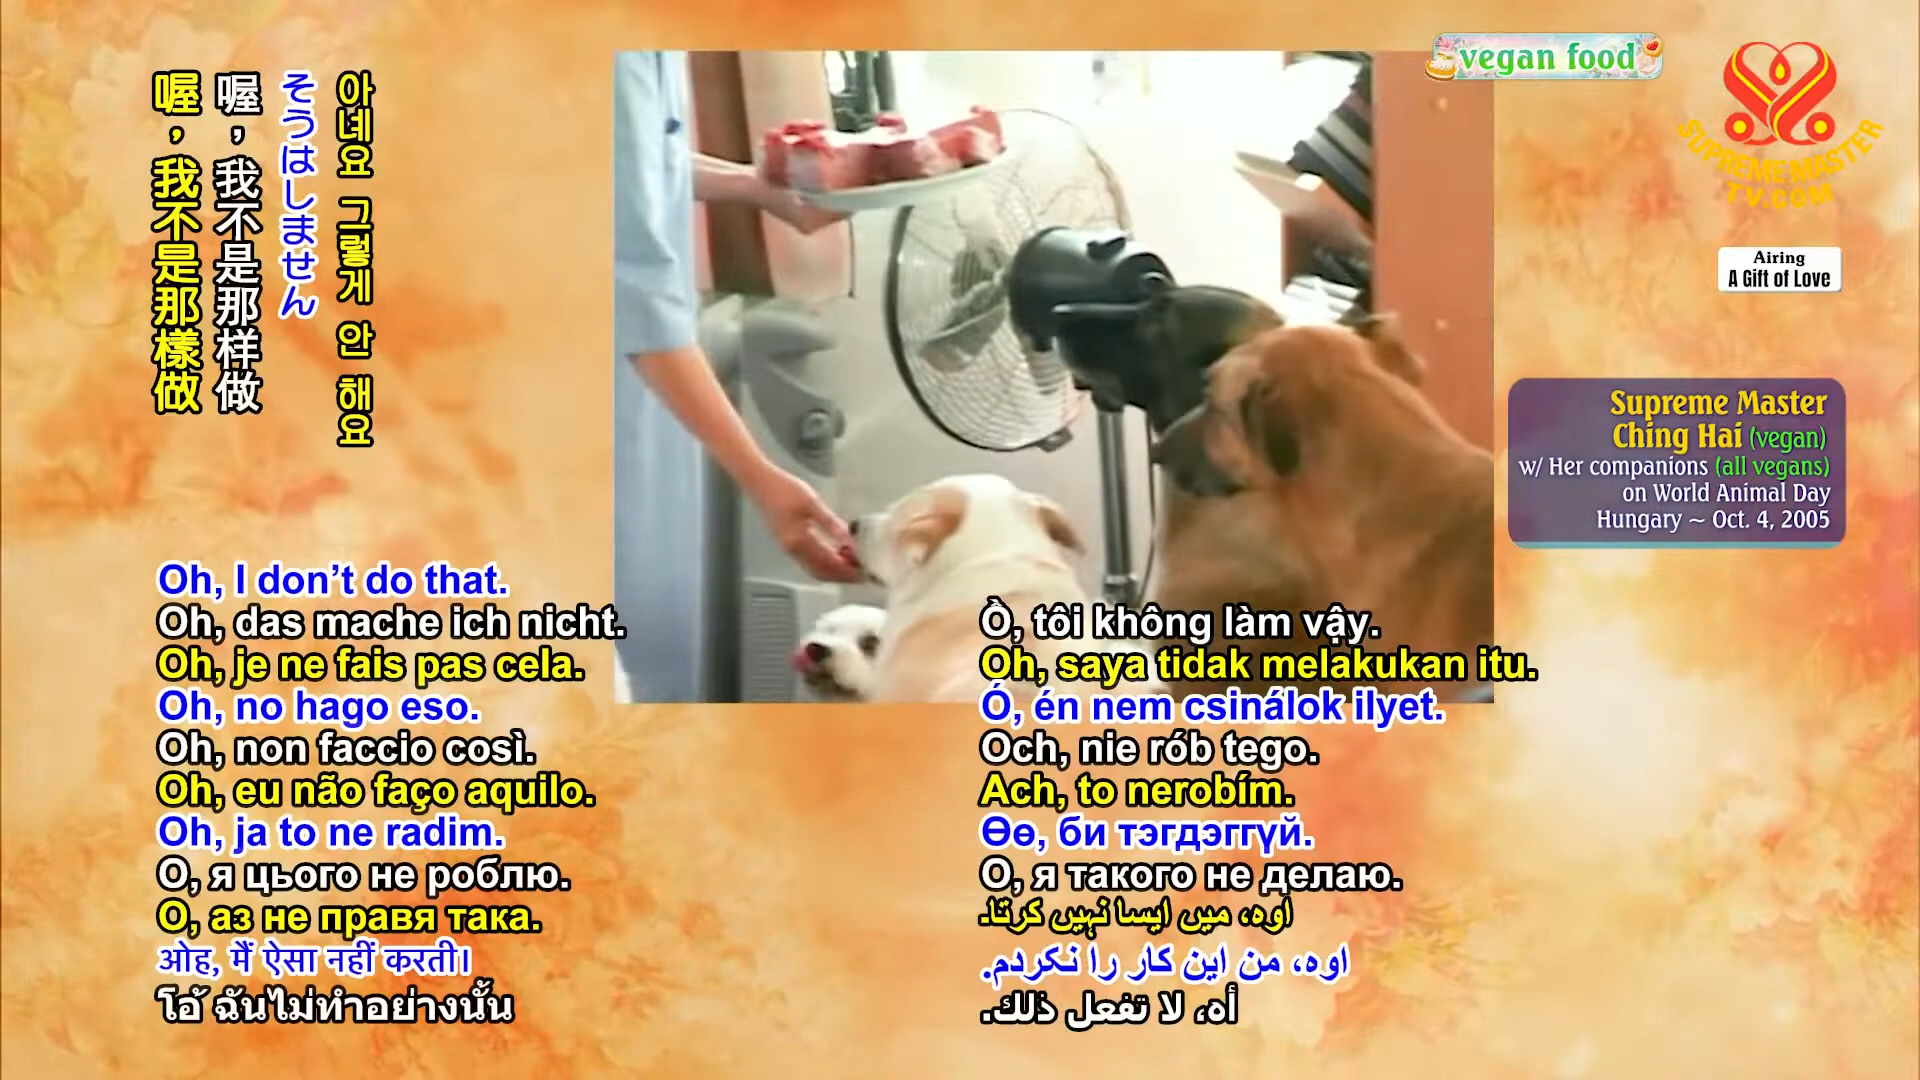 아녜요 그렇게 안 해요
そうはしません
喔，我不是那样做
喔，我不是那樣做
vegan food
SUPREME MASTER
TV.COM
Airing
A Gift of Love
Supreme Master
Ching Hai (vegan)
w/ Her companions (all vegans)
on World Animal Day
Hungary ~ Oct. 4, 2005
Oh, I don’t do that.
Oh, das mache ich nicht.
Oh, je ne fais pas cela.
Oh, no hago eso.
Oh, non faccio così.
Oh, eu não faço aquilo.
Oh, ja to ne radim.
О, я цього не роблю.
О, аз не правя така.
ओह, मैं ऐसा नहीं करती।
โอ้ ฉันไม่ทำอย่างนั้น
Ồ, tôi không làm vậy.
Oh, saya tidak melakukan itu.
Ó, én nem csinálok ilyet.
Och, nie rób tego.
Ach, to nerobím.
Өө, би тэгдэггүй.
О, я такого не делаю.
اوہ، میں ایسا نہیں کرتا۔
اوه، من این کار را نکردم.
أه، لا تفعل ذلك.